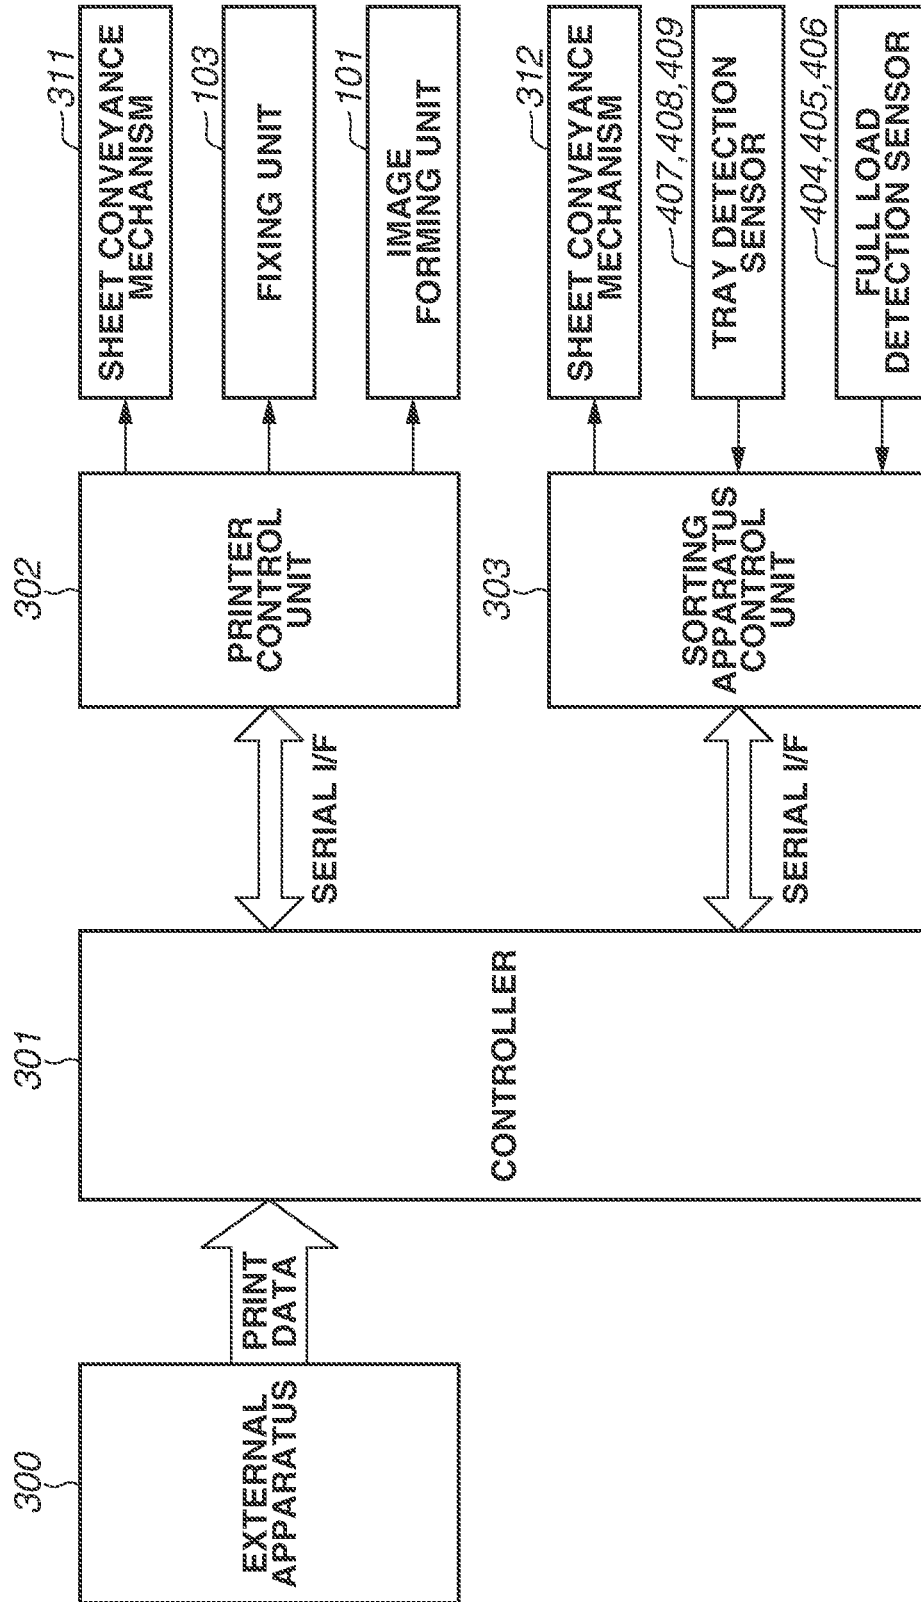 300
EXTERNAL
APPARATUS
PRINT
DATA
301
CONTROLLER
SERIAL I/F
SERIAL I/F
302
PRINTER
CONTROL
UNIT
303
SORTING
APPARATUS
CONTROL
UNIT
311
SHEET CONVEYANCE
MECHANISM
103
FIXING UNIT
101
IMAGE
FORMING UNIT
312
SHEET CONVEYANCE
MECHANISM
407,408,409
TRAY DETECTION
SENSOR
404,405,406
FULL LOAD
DETECTION SENSOR